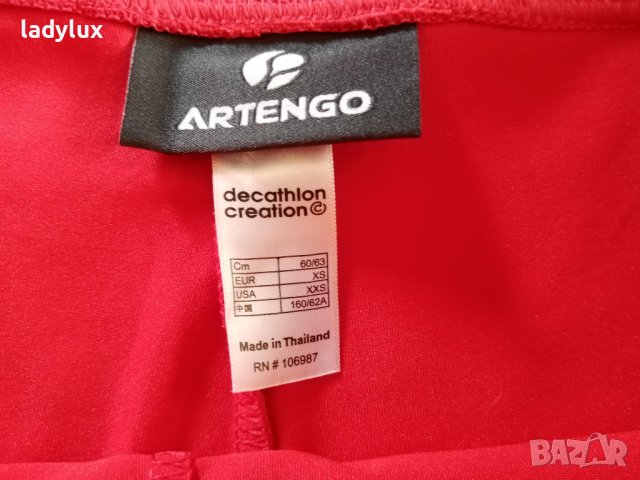 ladylux
ARTENGO
decathlon
creation©
Cm 60/63
EUR XS
USA XXS
中国 160/62A
Made in Thailand
RN # 106987
BAZAR